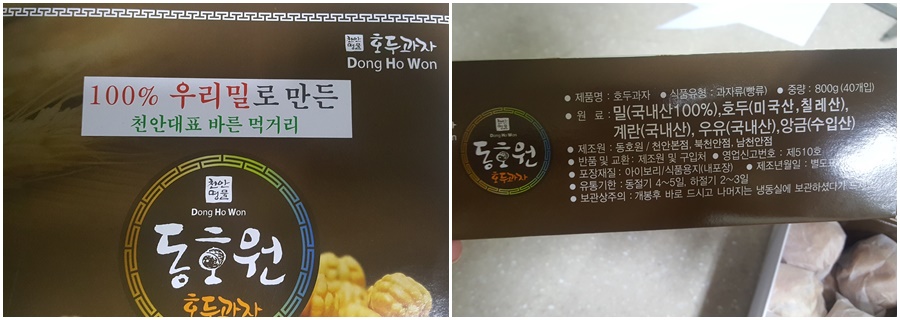 천안
명물
호두과자
Dong Ho Won
100% 우리밀로 만든
천안대표 바른 먹거리
천안
명물
Dong Ho Won
동호원
호두과자
Dong Ho Won
동호원
호두과자
● 제품명 : 호두과자 ● 식품유형 : 과자류(빵류) ● 중량 : 800g (40개입)
● 원 료 : 밀(국내산100%), 호두(미국산, 칠레산),
계란(국내산), 우유(국내산), 앙금(수입산)
● 제조원 : 동호원 / 천안본점, 북천안점, 남천안점
● 반품 및 교환 : 제조원 및 구입처 ● 영업신고번호 : 제510호
● 포장재질 : 아이보리/식품용지(내포장) ● 제조년월일 : 별도표
● 유통기한 : 동절기 4~5일, 하절기 2~3일
● 보관상주의 : 개봉후 바로 드시고 나머지는 냉동실에 보관하셨다가